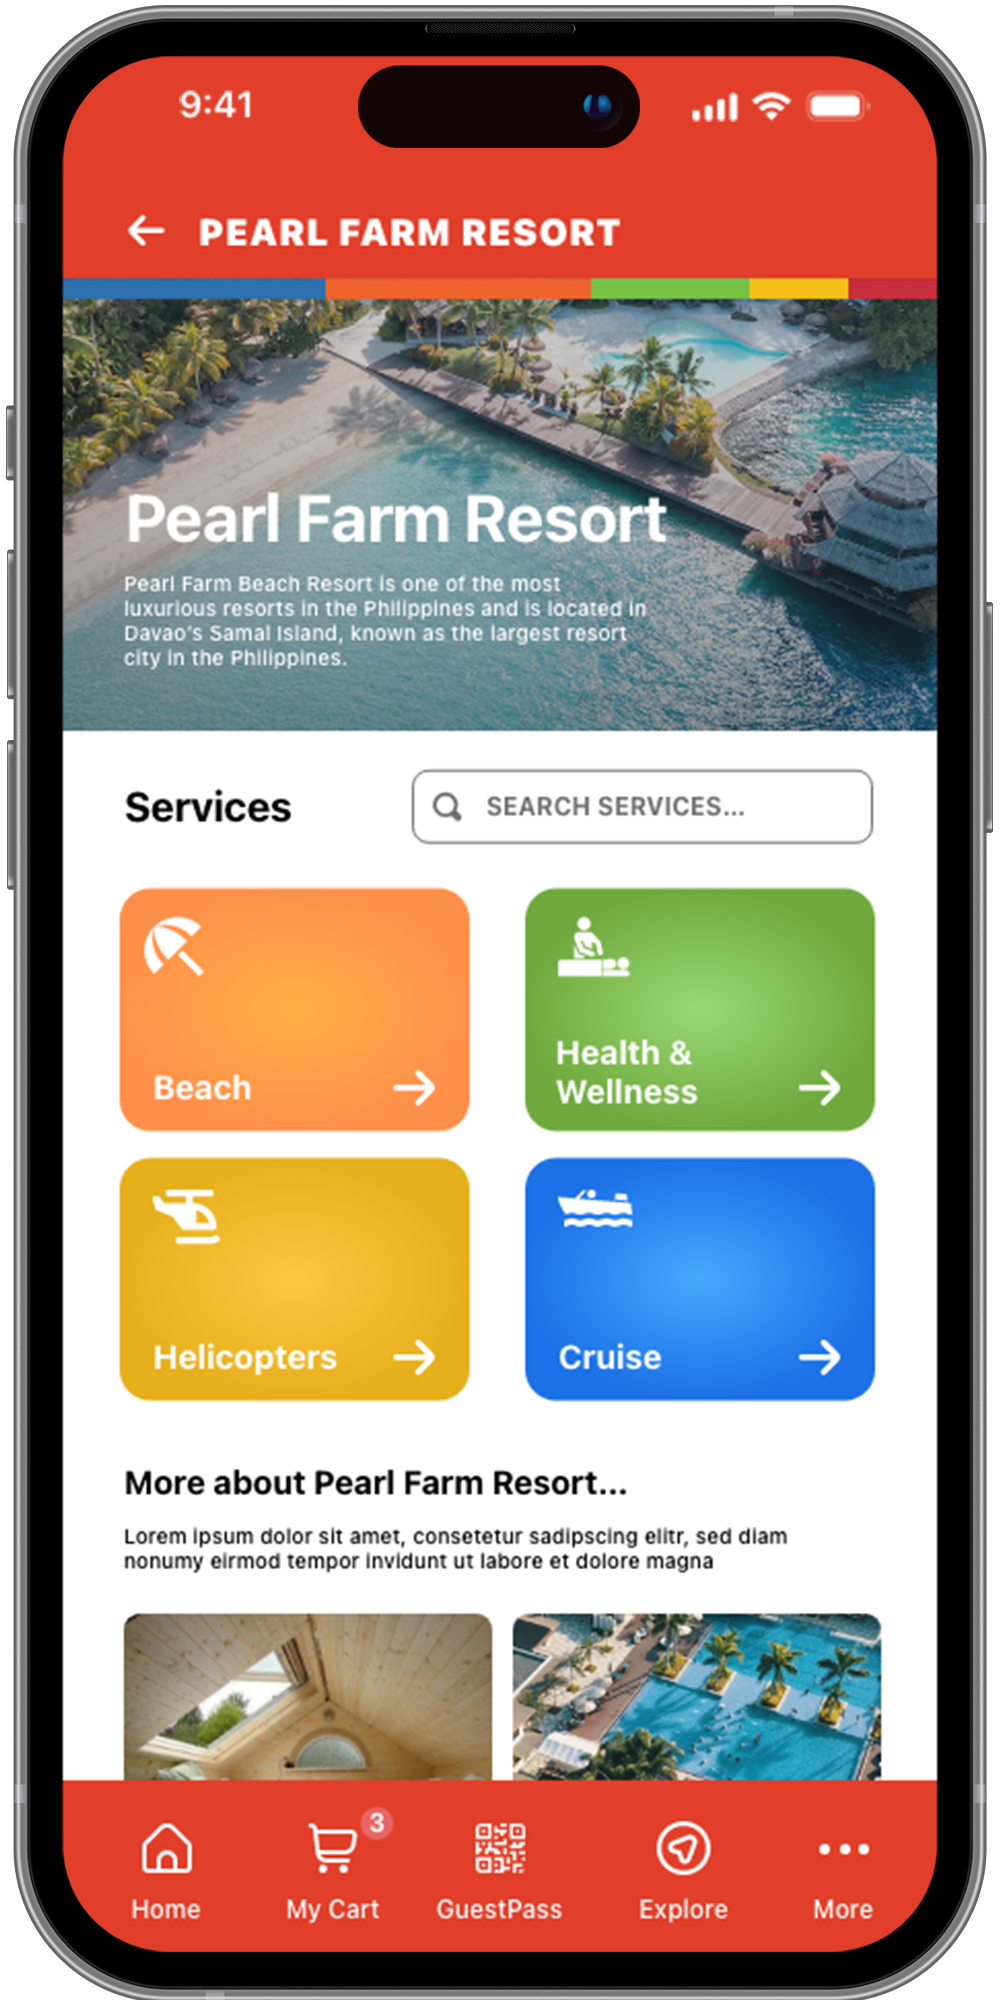 9:41
PEARL FARM RESORT
Pearl Farm Resort
Pearl Farm Beach Resort is one of the most
luxurious resorts in the Philippines and is located in
Davao's Samal Island, known as the largest resort
city in the Philippines.
Services
SEARCH SERVICES...
Beach
Health &
Wellness
Helicopters
Cruise
More about Pearl Farm Resort...
Lorem ipsum dolor sit amet, consetetur sadipscing elitr, sed diam
nonumy eirmod tempor invidunt ut labore et dolore magna
3
Home
My Cart
GuestPass
Explore
More